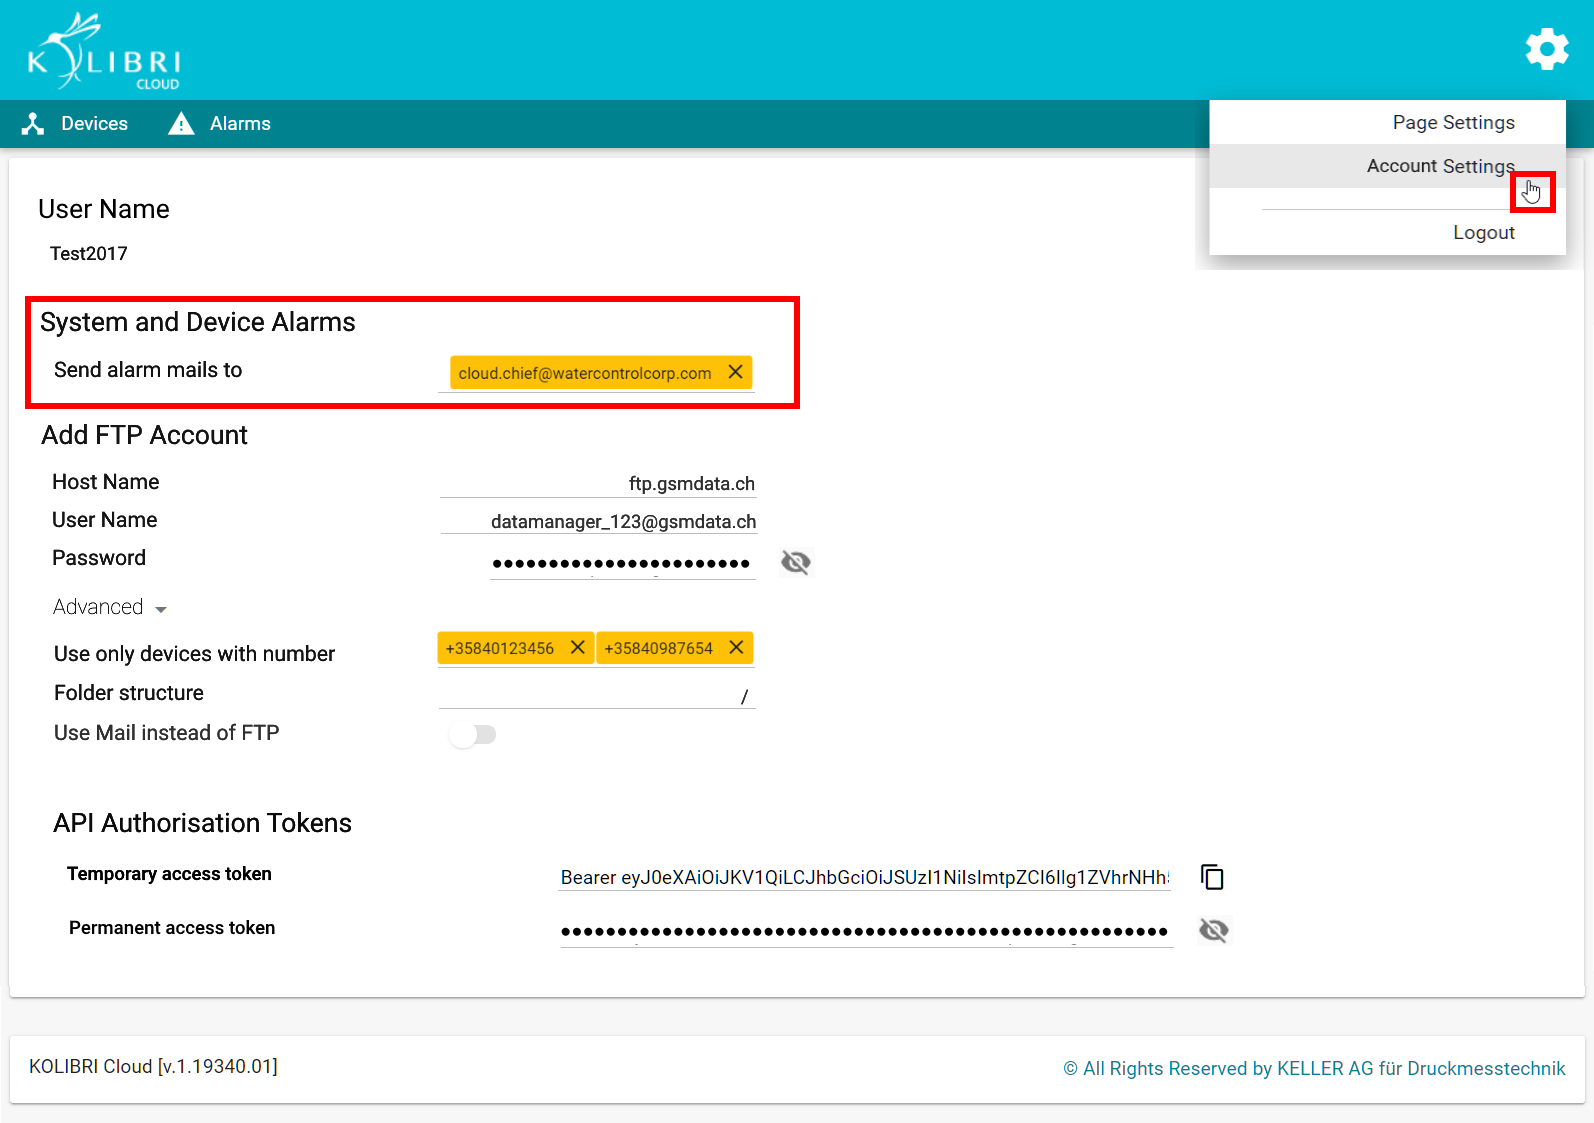 KOLIBRI
CLOUD
Devices
Alarms
Page Settings
Account Settings
Logout
User Name
Test2017
System and Device Alarms
Send alarm mails to
cloud.chief@watercontrolcorp.com
Add FTP Account
Host Name
ftp.gsmdata.ch
User Name
datamanager_123@gsmdata.ch
Password
Advanced
Use only devices with number
+35840123456
+35840987654
Folder structure
/
Use Mail instead of FTP
API Authorisation Tokens
Temporary access token
Bearer eyJ0eXAiOiJKV1QiLCJhbGciOiJSUzI1NiIsImtpZCI6Ilg1ZVhrNHh5
Permanent access token
KOLIBRI Cloud [v.1.19340.01]
© All Rights Reserved by KELLER AG für Druckmesstechnik